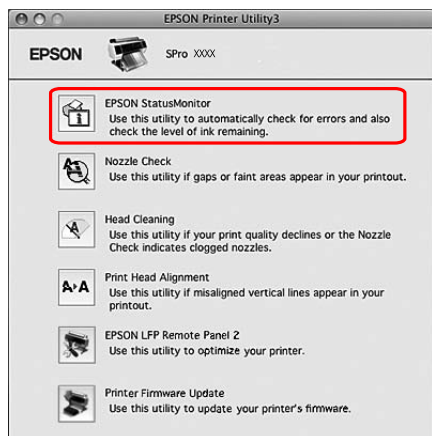 EPSON Printer Utility3
EPSON SPro XXXX
EPSON StatusMonitor
Use this utility to automatically check for errors and also
check the level of ink remaining.
Nozzle Check
Use this utility if gaps or faint areas appear in your printout.
Head Cleaning
Use this utility if your print quality declines or the Nozzle
Check indicates clogged nozzles.
Print Head Alignment
Use this utility if misaligned vertical lines appear in your
printout.
EPSON LFP Remote Panel 2
Use this utility to optimize your printer.
Printer Firmware Update
Use this utility to update your printer's firmware.